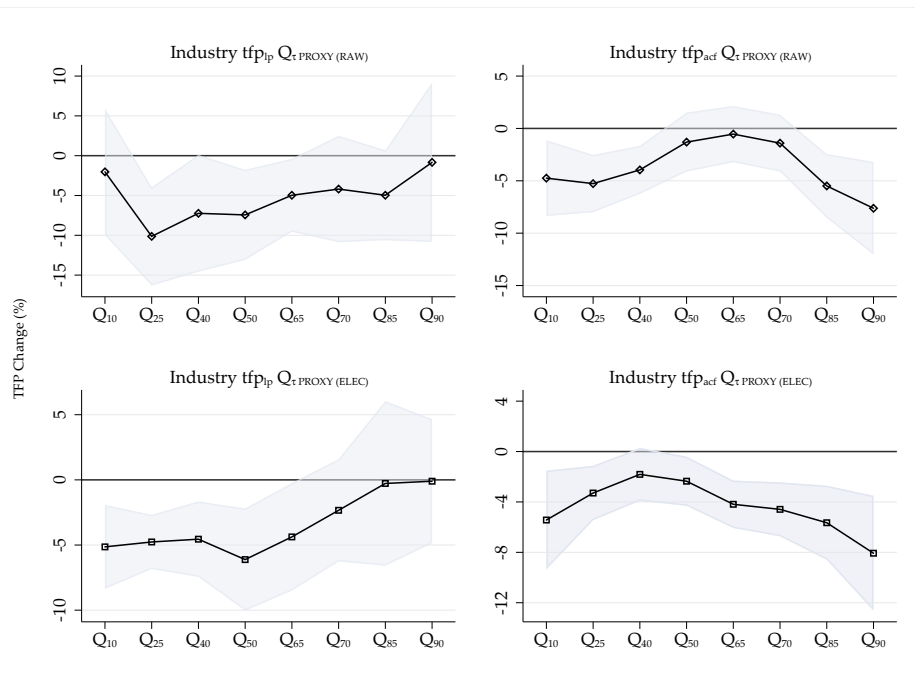 TFP Change (%)
Industry tfp_lp Q_τ PROXY (RAW)
10
5
0
-5
-10
-15
Q10 Q25 Q40 Q50 Q65 Q70 Q85 Q90
Industry tfp_acf Q_τ PROXY (RAW)
5
0
-5
-10
-15
Q10 Q25 Q40 Q50 Q65 Q70 Q85 Q90
Industry tfp_lp Q_τ PROXY (ELEC)
5
0
-5
-10
Q10 Q25 Q40 Q50 Q65 Q70 Q85 Q90
Industry tfp_acf Q_τ PROXY (ELEC)
4
0
-4
-8
-12
Q10 Q25 Q40 Q50 Q65 Q70 Q85 Q90